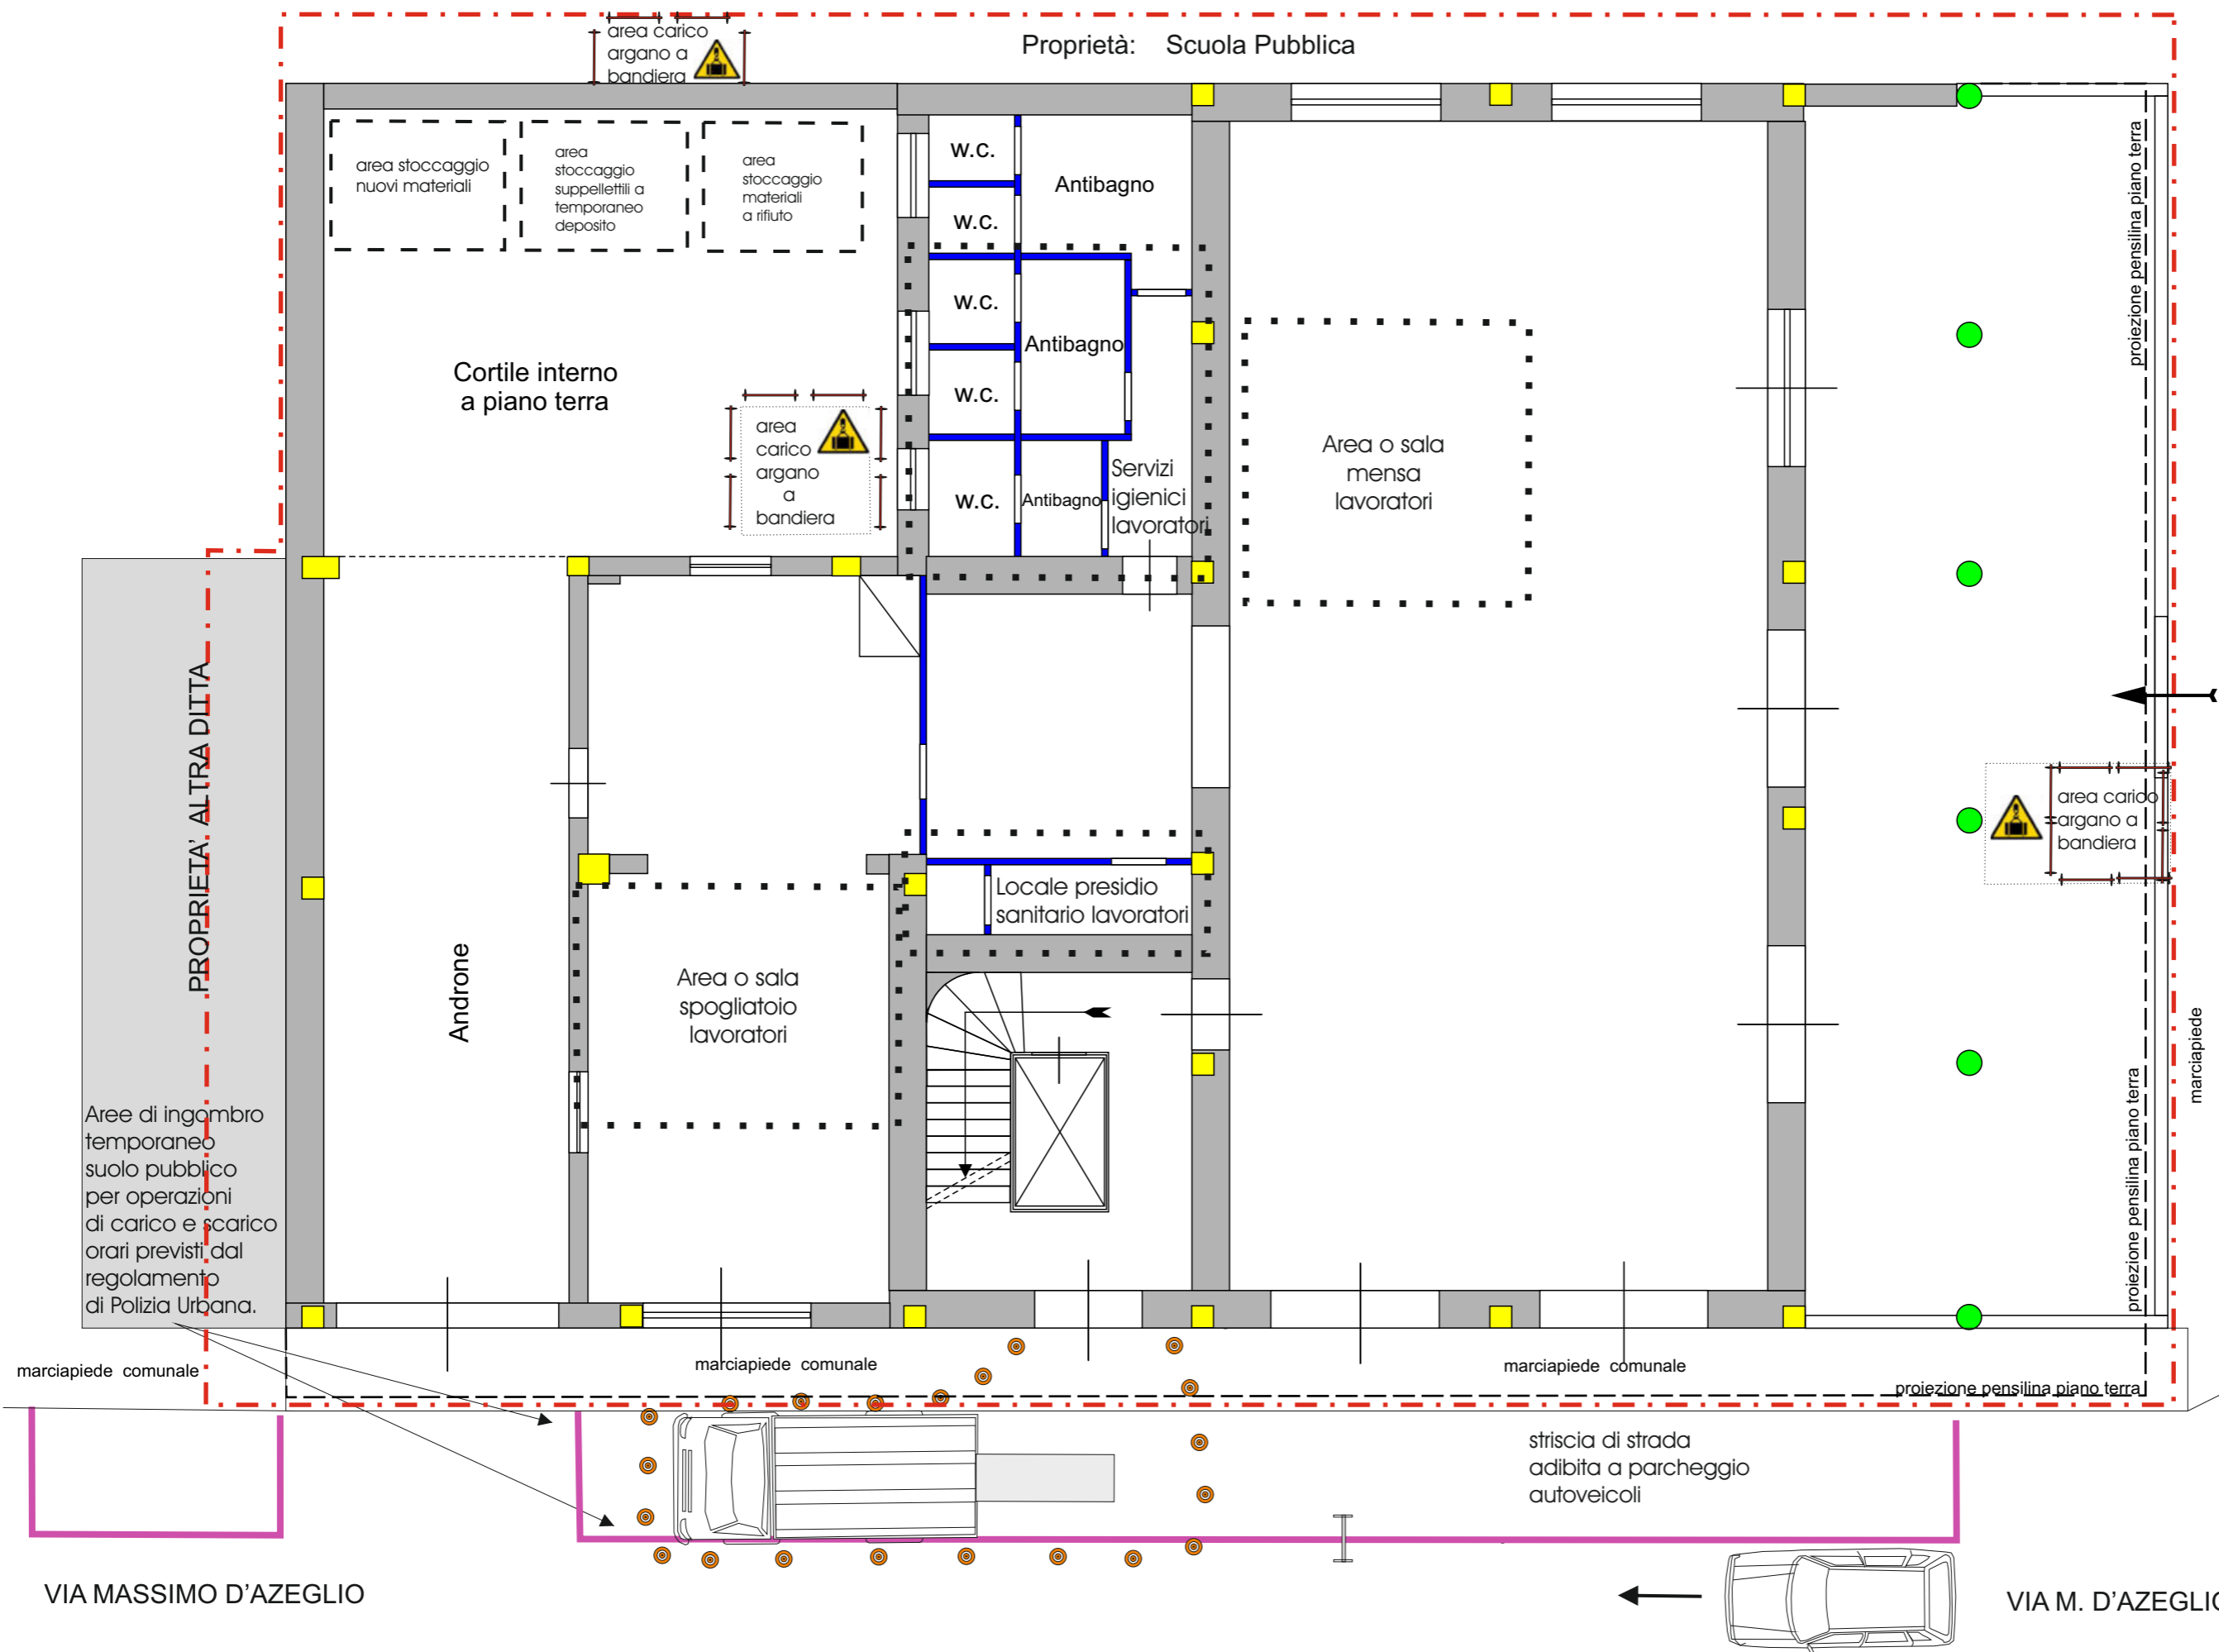 area carico
argano a
bandiera
Proprietà: Scuola Pubblica
area stoccaggio
nuovi materiali
area
stoccaggio
suppellettili a
temporaneo
deposito
area
stoccaggio
materiali
a rifiuto
w.c.
Antibagno
w.c.
w.c.
Antibagno
w.c.
w.c.
Antibagno
Servizi
igienici
lavoratori
Cortile interno
a piano terra
area
carico
argano
a
bandiera
Area o sala
mensa
lavoratori
proiezione pensilina piano terra
PROPRIETA' ALTRA DITTA
area carico
argano a
bandiera
Locale presidio
sanitario lavoratori
Androne
Area o sala
spogliatoio
lavoratori
marciapiede
proiezione pensilina piano terra
Aree di ingombro
temporaneo
suolo pubblico
per operazioni
di carico e scarico
orari previsti dal
regolamento
di Polizia Urbana.
marciapiede comunale
marciapiede comunale
marciapiede comunale
proiezione pensilina piano terra
striscia di strada
adibita a parcheggio
autoveicoli
VIA MASSIMO D'AZEGLIO
VIA M. D'AZEGLIO